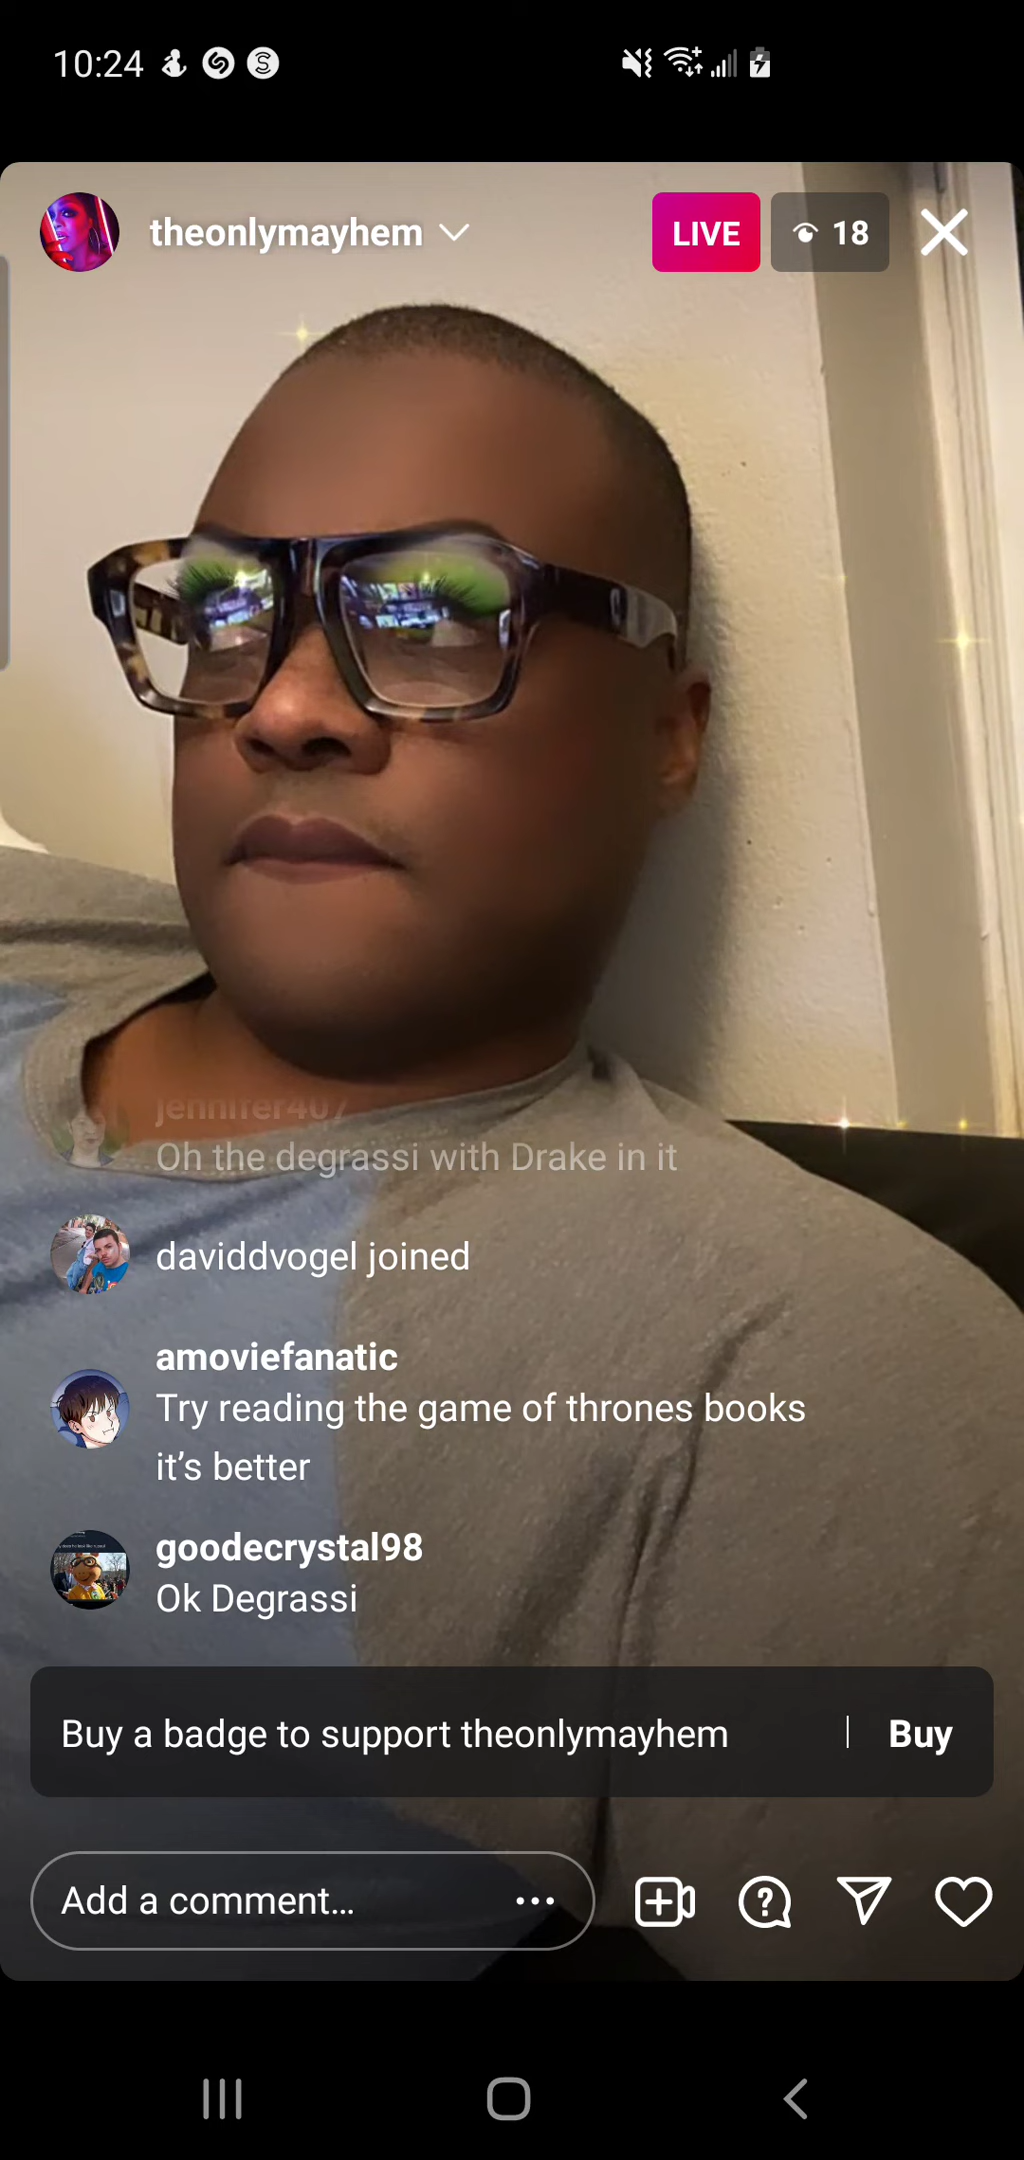 10:24
theonlymayhem
LIVE
18
jennifer407
Oh the degrassi with Drake in it
daviddvogel joined
amoviefanatic
Try reading the game of thrones books
it’s better
goodecrystal98
Ok Degrassi
Buy a badge to support theonlymayhem
Buy
Add a comment...